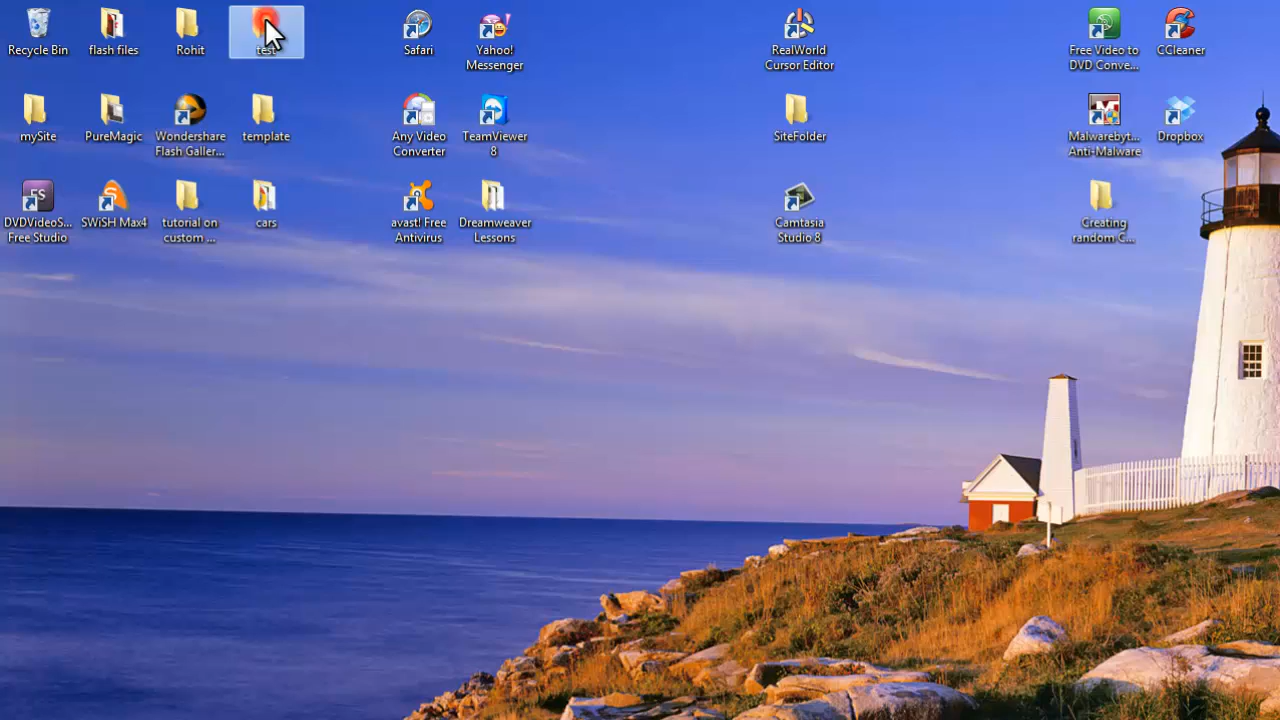 Recycle Bin
flash files
Rohit
test
Safari
Yahoo!
Messenger
RealWorld
Cursor Editor
Free Video to
DVD Conve...
CCleaner
mySite
PureMagic
Wondershare
Flash Galler...
template
Any Video
Converter
TeamViewer
8
SiteFolder
Malwarebyt...
Anti-Malware
Dropbox
FS
DVDVideoS...
Free Studio
SWiSH Max4
tutorial on
custom ...
cars
avast! Free
Antivirus
Dreamweaver
Lessons
Camtasia
Studio 8
Creating
random C...